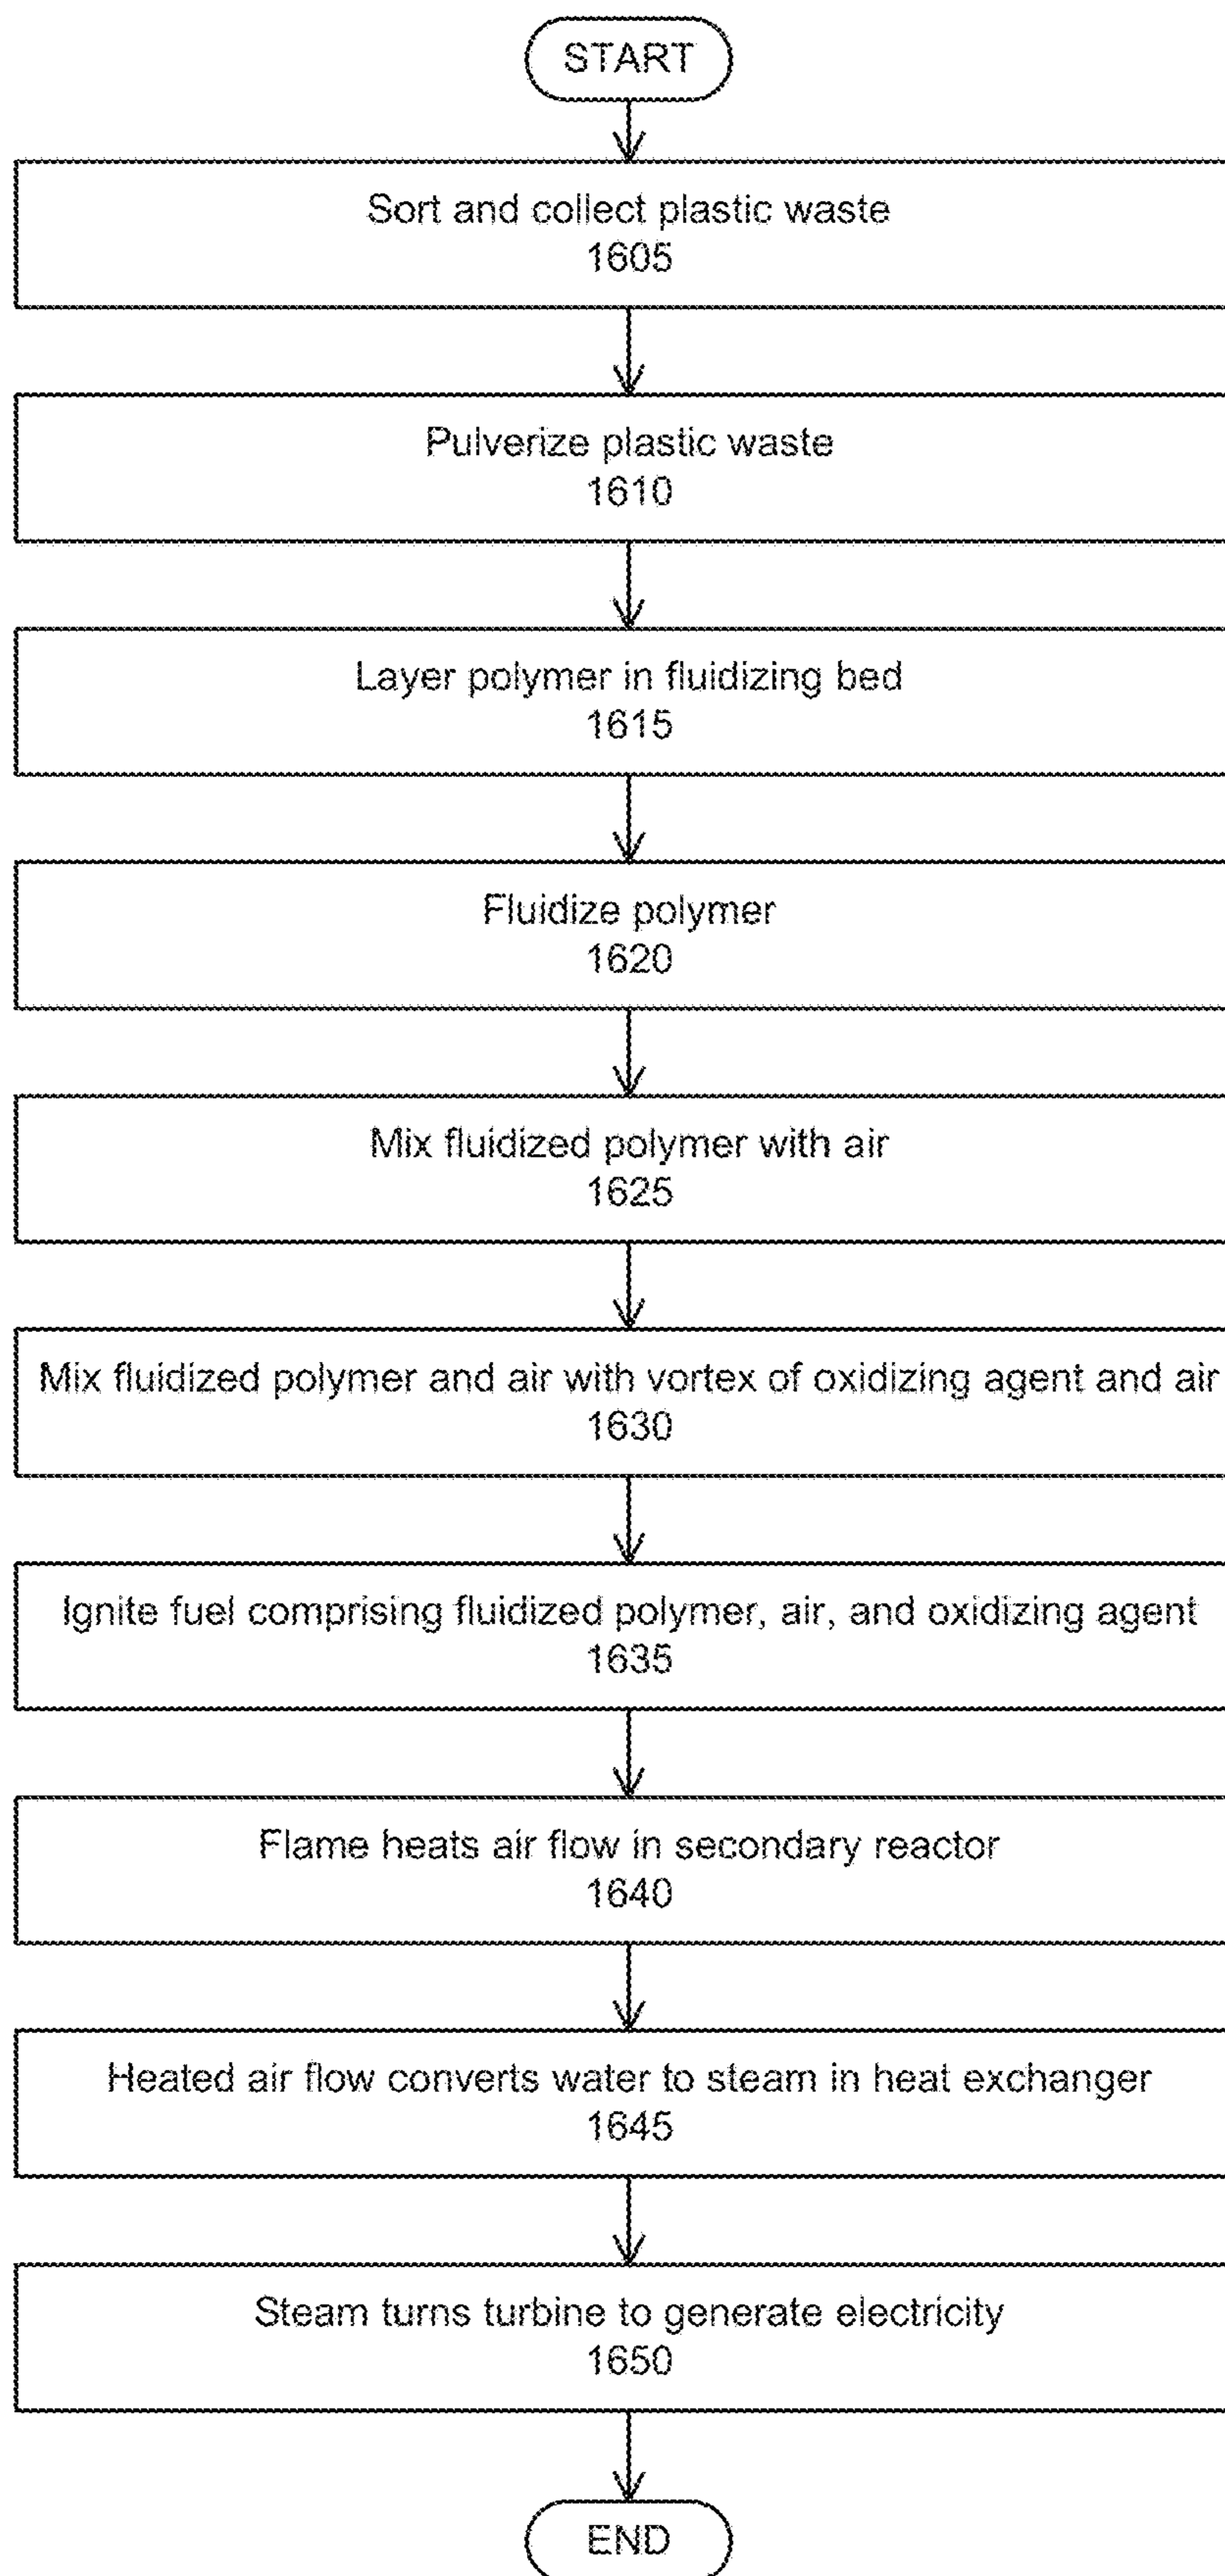 START
Sort and collect plastic waste
1605
Pulverize plastic waste
1610
Layer polymer in fluidizing bed
1615
Fluidize polymer
1620
Mix fluidized polymer with air
1625
Mix fluidized polymer and air with vortex of oxidizing agent and air
1630
Ignite fuel comprising fluidized polymer, air, and oxidizing agent
1635
Flame heats air flow in secondary reactor
1640
Heated air flow converts water to steam in heat exchanger
1645
Steam turns turbine to generate electricity
1650
END